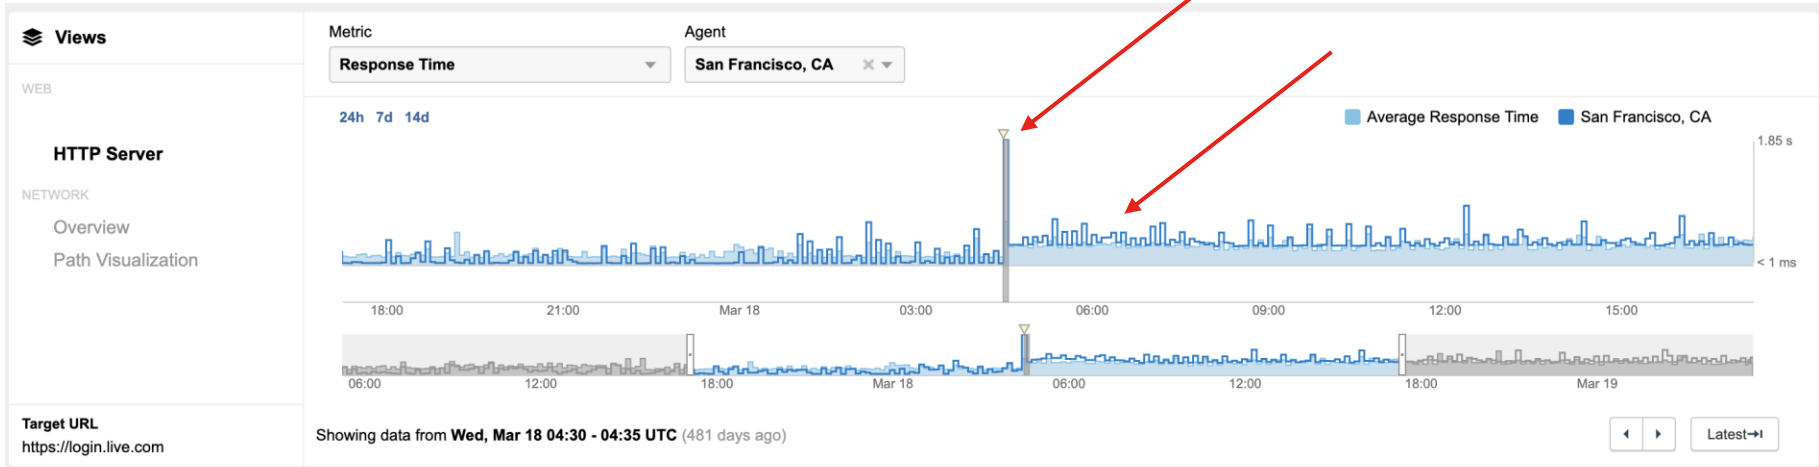 Views
WEB
HTTP Server
NETWORK
Overview
Path Visualization
Target URL
https://login.live.com
Metric
Response Time
Agent
San Francisco, CA
24h 7d 14d
Average Response Time San Francisco, CA
1.85 s
< 1 ms
18:00 21:00 Mar 18 03:00 06:00 09:00 12:00 15:00
06:00 12:00 18:00 Mar 18 06:00 12:00 18:00 Mar 19
Showing data from Wed, Mar 18 04:30 - 04:35 UTC (481 days ago)
Latest